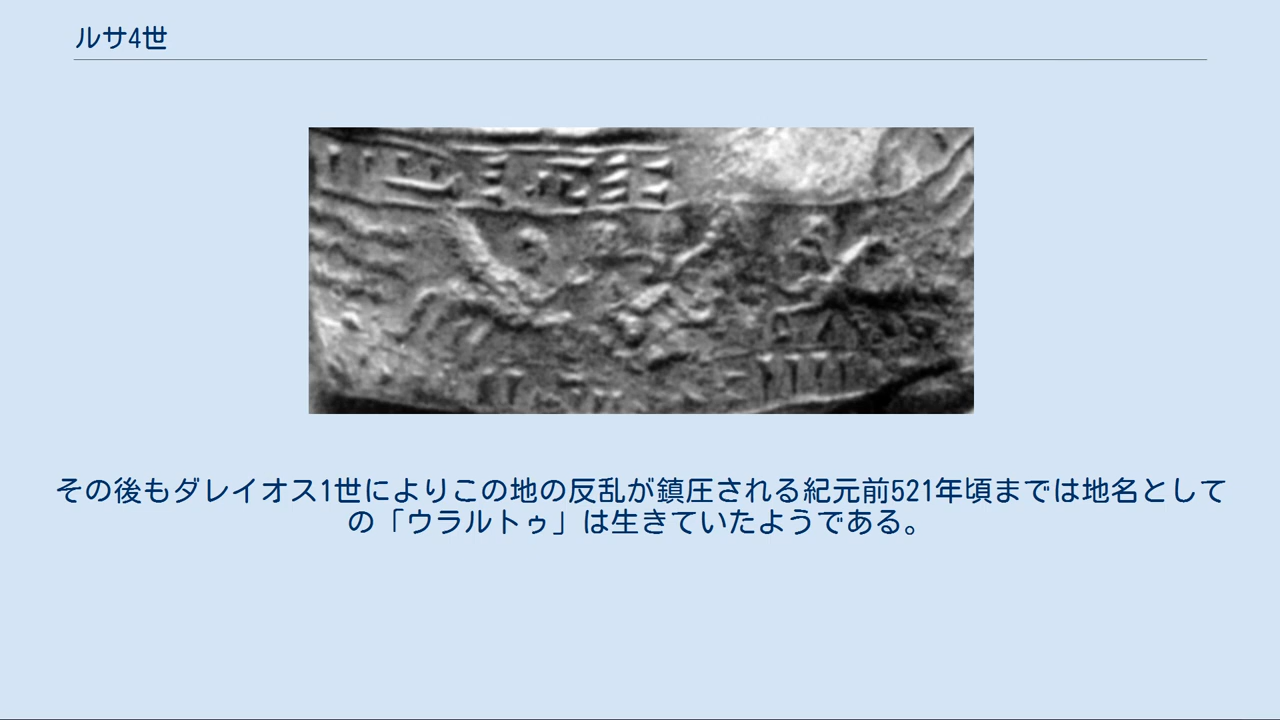 ルサ4世
その後もダレイオス1世によりこの地の反乱が鎮圧される紀元前521年頃までは地名として
の「ウラルトゥ」は生きていたようである。